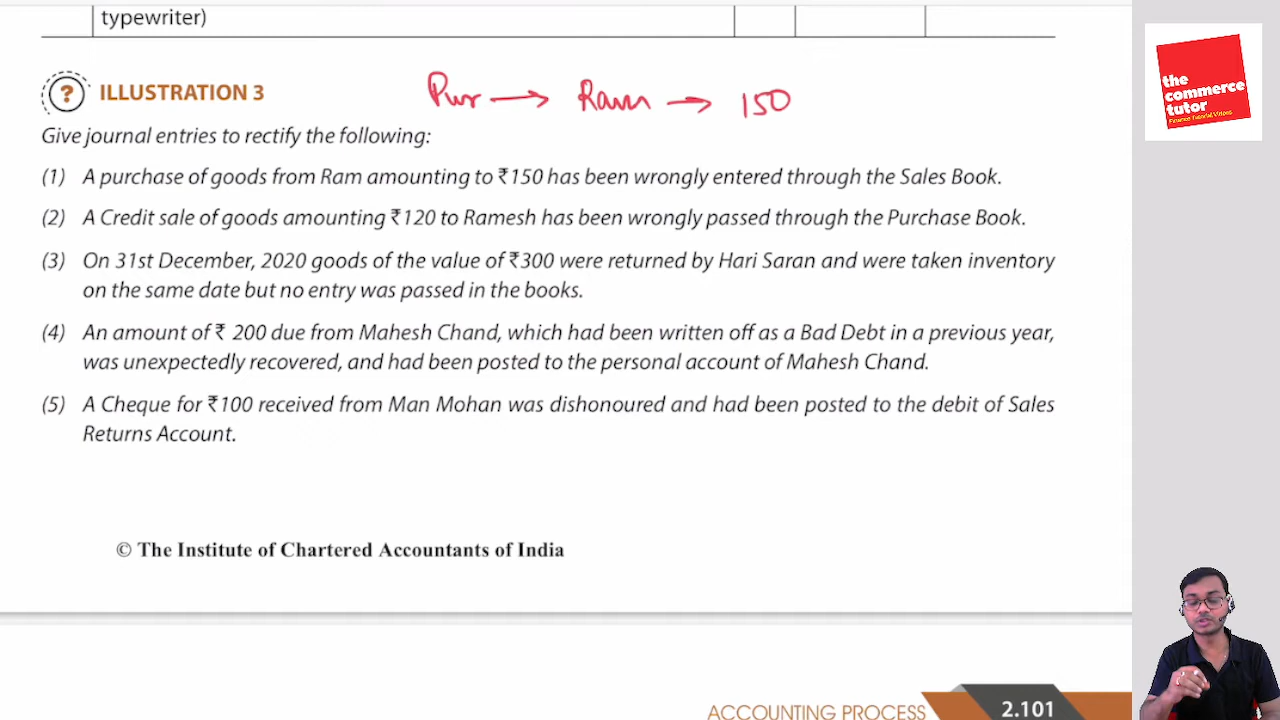 typewriter)
ILLUSTRATION 3
Pur → Ram → 150
Give journal entries to rectify the following:
(1) A purchase of goods from Ram amounting to ₹150 has been wrongly entered through the Sales Book.
(2) A Credit sale of goods amounting ₹120 to Ramesh has been wrongly passed through the Purchase Book.
(3) On 31st December, 2020 goods of the value of ₹300 were returned by Hari Saran and were taken inventory
on the same date but no entry was passed in the books.
(4) An amount of ₹ 200 due from Mahesh Chand, which had been written off as a Bad Debt in a previous year,
was unexpectedly recovered, and had been posted to the personal account of Mahesh Chand.
(5) A Cheque for ₹100 received from Man Mohan was dishonoured and had been posted to the debit of Sales
Returns Account.
© The Institute of Chartered Accountants of India
ACCOUNTING PROCESS 2.101
the
commerce
tutor
Finance Tutorial Videos